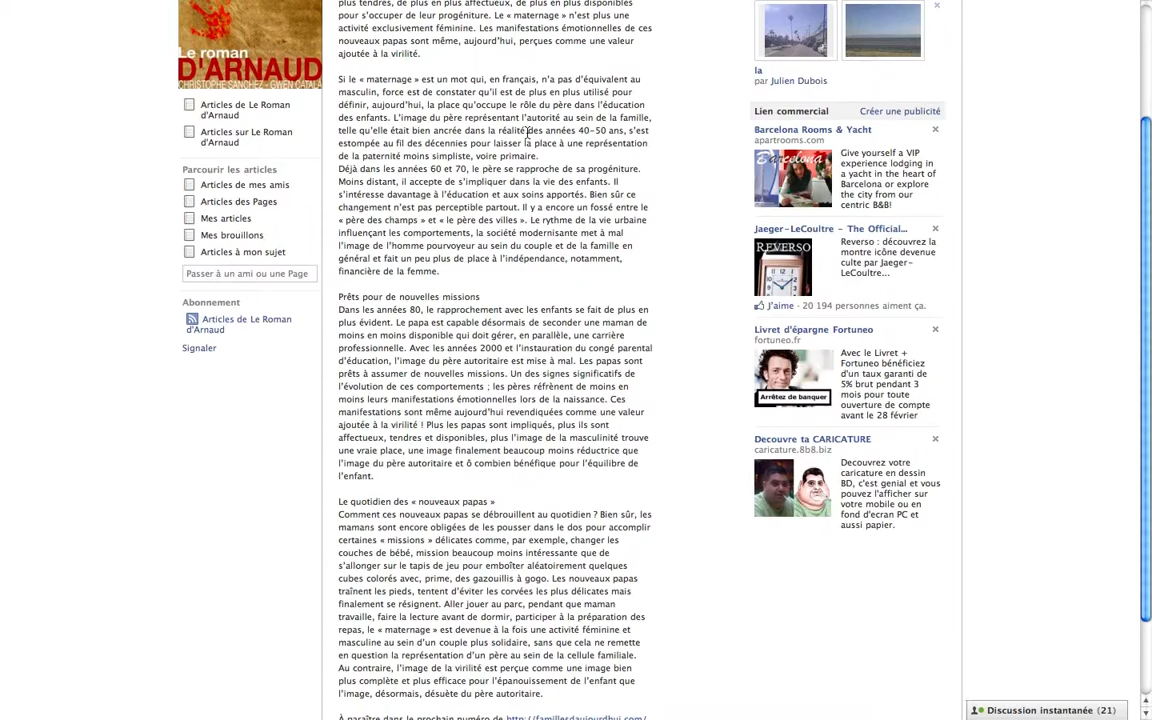 Le roman
D'ARNAUD
CHRISTOPHE SANCHEZ - GWEN CATALÀ
Articles de Le Roman
d'Arnaud
Articles sur Le Roman
d'Arnaud
Parcourir les articles
Articles de mes amis
Articles des Pages
Mes articles
Mes brouillons
Articles à mon sujet
Passer à un ami ou une Page
Abonnement
Articles de Le Roman
d'Arnaud
Signaler
plus tendres, de plus en plus affectueux, de plus en plus disponibles
pour s'occuper de leur progéniture. Le « maternage » n'est plus une
activité exclusivement féminine. Les manifestations émotionnelles de ces
nouveaux papas sont même, aujourd'hui, perçues comme une valeur
ajoutée à la virilité.
Si le « maternage » est un mot qui, en français, n'a pas d'équivalent au
masculin, force est de constater qu'il est de plus en plus utilisé pour
définir, aujourd'hui, la place qu'occupe le rôle du père dans l'éducation
des enfants. L'image du père représentant l'autorité au sein de la famille,
telle qu'elle était bien ancrée dans la réalité des années 40-50 ans, s'est
estompée au fil des décennies pour laisser la place à une représentation
de la paternité moins simpliste, voire primaire.
Déjà dans les années 60 et 70, le père se rapproche de sa progéniture.
Moins distant, il accepte de s'impliquer dans la vie des enfants. Il
s'intéresse davantage à l'éducation et aux soins apportés. Bien sûr ce
changement n'est pas perceptible partout. Il y a encore un fossé entre le
« père des champs » et « le père des villes ». Le rythme de la vie urbaine
influençant les comportements, la société modernisante met à mal
l'image de l'homme pourvoyeur au sein du couple et de la famille en
général et fait un peu plus de place à l'indépendance, notamment,
financière de la femme.
Prêts pour de nouvelles missions
Dans les années 80, le rapprochement avec les enfants se fait de plus en
plus évident. Le papa est capable désormais de seconder une maman de
moins en moins disponible qui doit gérer, en parallèle, une carrière
professionnelle. Avec les années 2000 et l'instauration du congé parental
d'éducation, l'image du père autoritaire est mise à mal. Les papas sont
prêts à assumer de nouvelles missions. Un des signes significatifs de
l'évolution de ces comportements ; les pères réfrènent de moins en
moins leurs manifestations émotionnelles lors de la naissance. Ces
manifestations sont même aujourd'hui revendiquées comme une valeur
ajoutée à la virilité ! Plus les papas sont impliqués, plus ils sont
affectueux, tendres et disponibles, plus l'image de la masculinité trouve
une vraie place, une image finalement beaucoup moins réductrice que
l'image du père autoritaire et ô combien bénéfique pour l'équilibre de
l'enfant.
Le quotidien des « nouveaux papas »
Comment ces nouveaux papas se débrouillent au quotidien ? Bien sûr, les
mamans sont encore obligées de les pousser dans le dos pour accomplir
certaines « missions » délicates comme, par exemple, changer les
couches de bébé, mission beaucoup moins intéressante que de
s'allonger sur le tapis de jeu pour emboîter aléatoirement quelques
cubes colorés avec, prime, des gazouillis à gogo. Les nouveaux papas
traînent les pieds, tentent d'éviter les corvées les plus délicates mais
finalement se résignent. Aller jouer au parc, pendant que maman
travaille, faire la lecture avant de dormir, participer à la préparation des
repas, le « maternage » est devenue à la fois une activité féminine et
masculine au sein d'un couple plus solidaire, sans que cela ne remette
en question la représentation d'un père au sein de la cellule familiale.
Au contraire, l'image de la virilité est perçue comme une image bien
plus complète et plus efficace pour l'épanouissement de l'enfant que
l'image, désormais, désuète du père autoritaire.
À paraître dans le prochain numéro de http://famillesdaujourdhui.com/
la
par Julien Dubois
Lien commercial Créer une publicité
Barcelona Rooms & Yacht
apartrooms.com
Barcelona
Give yourself a VIP
experience lodging in
a yacht in the heart of
Barcelona or explore
the city from our
centric B&B!
Jaeger-LeCoultre - The Official...
REVERSO
Reverso : découvrez la
montre icône devenue
culte par Jaeger-
LeCoultre...
J'aime · 20 194 personnes aiment ça.
Livret d'épargne Fortuneo
fortuneo.fr
Arrêtez de banquer
Avec le Livret +
Fortuneo bénéficiez
d'un taux garanti de
5% brut pendant 3
mois pour toute
ouverture de compte
avant le 28 février
Decouvre ta CARICATURE
caricature.8b8.biz
Decouvrez votre
caricature en dessin
BD, c'est genial et vous
pouvez l'afficher sur
votre mobile ou en
fond d'ecran PC et
aussi papier.
Discussion instantanée (21)